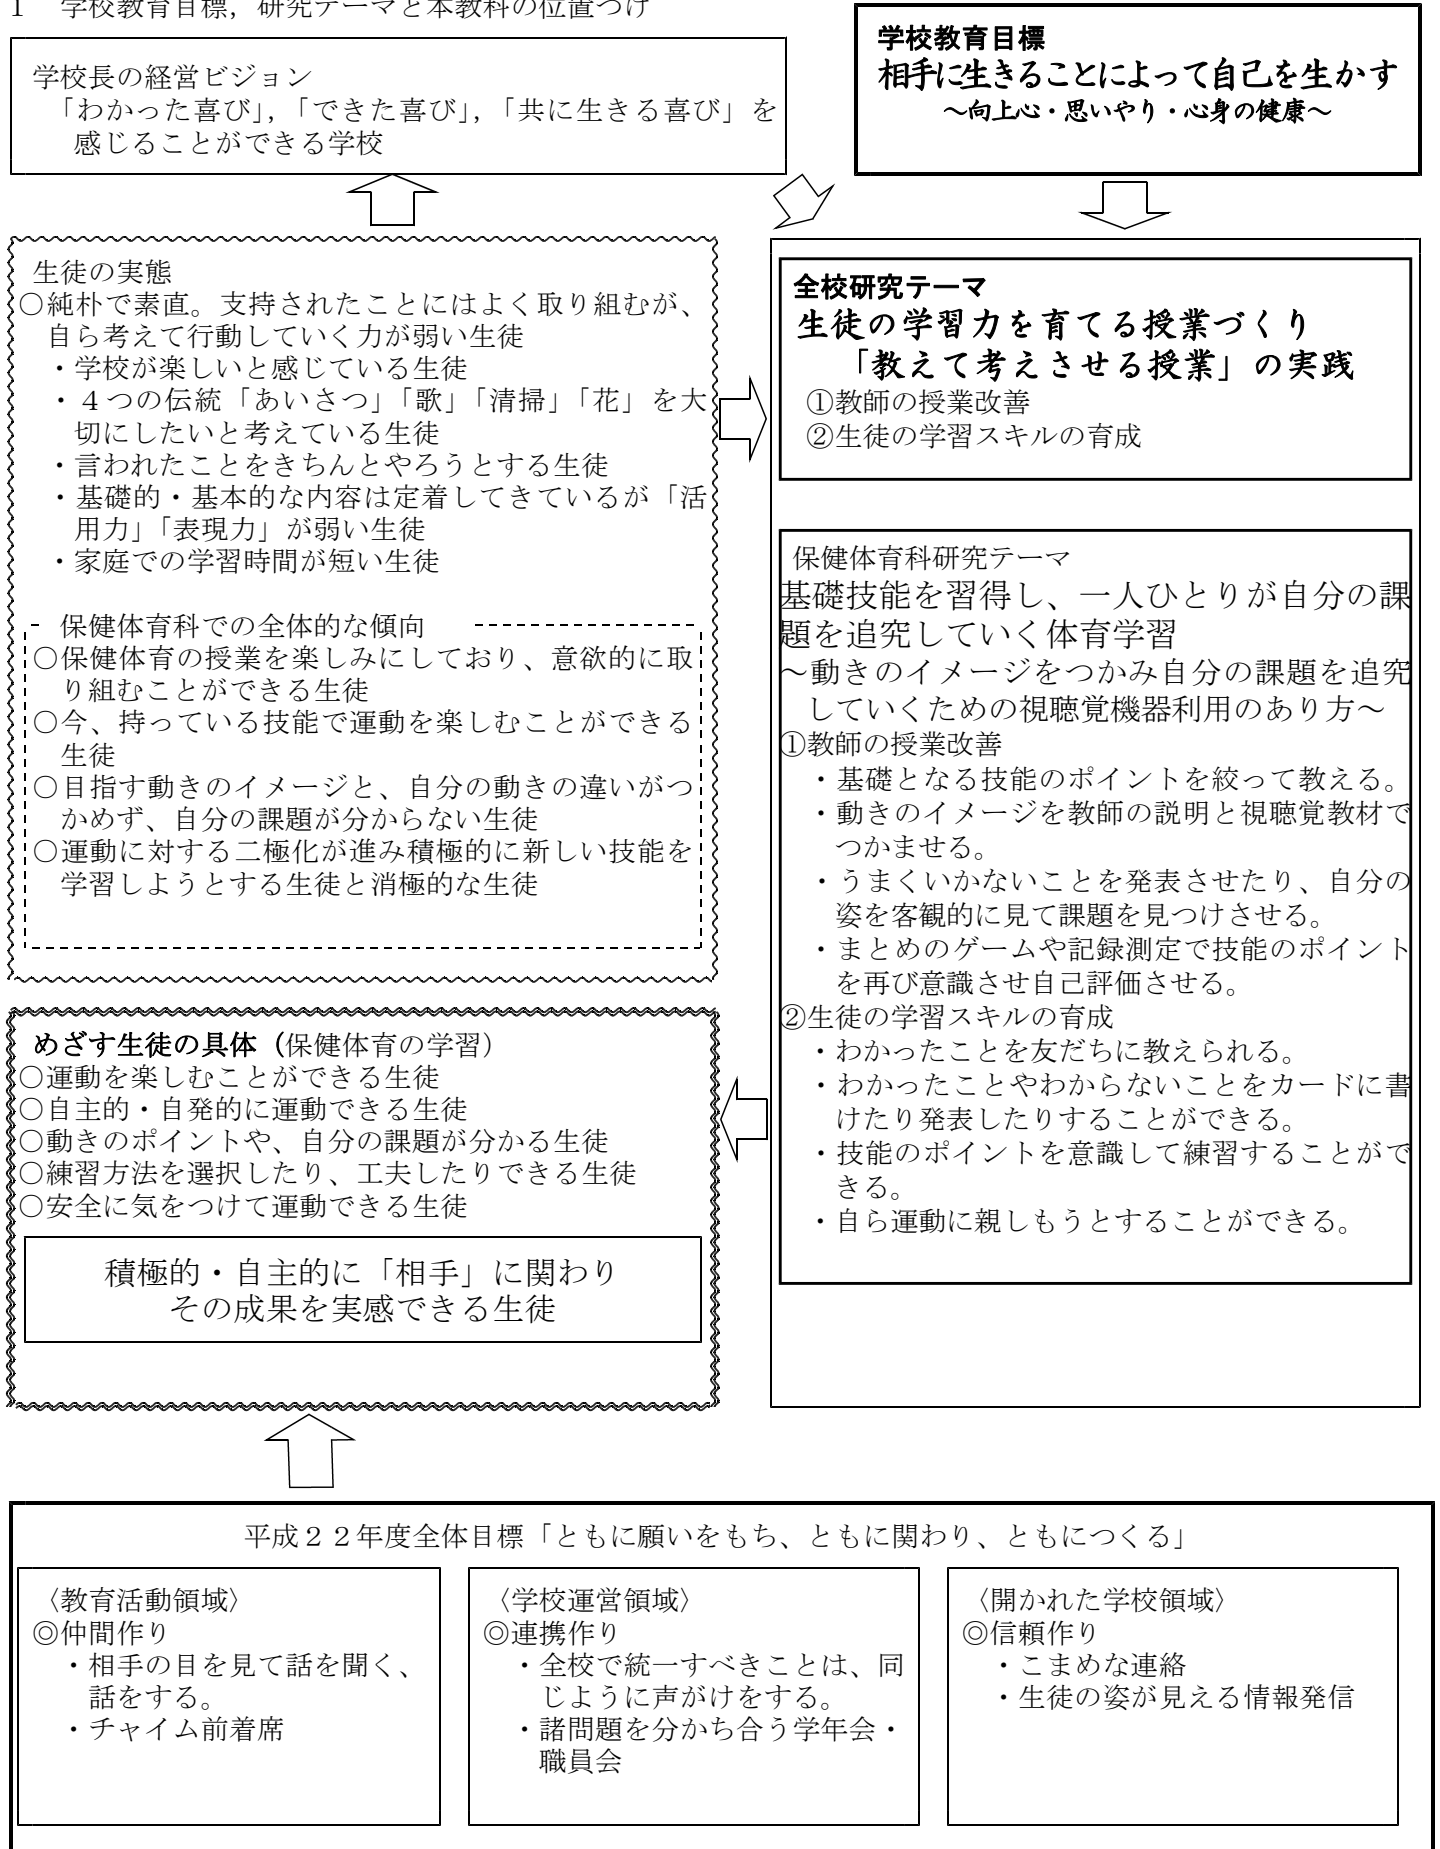 1　学校教育目標，研究テーマと本教科の位置づけ
学校長の経営ビジョン
「わかった喜び」，「できた喜び」，「共に生きる喜び」を
感じることができる学校
学校教育目標
相手に生きることによって自己を生かす
～向上心・思いやり・心身の健康～
生徒の実態
○純朴で素直。支持されたことにはよく取り組むが、
自ら考えて行動していく力が弱い生徒
・学校が楽しいと感じている生徒
・４つの伝統「あいさつ」「歌」「清掃」「花」を大
切にしたいと考えている生徒
・言われたことをきちんとやろうとする生徒
・基礎的・基本的な内容は定着してきているが「活
用力」「表現力」が弱い生徒
・家庭での学習時間が短い生徒
保健体育科での全体的な傾向
○保健体育の授業を楽しみにしており、意欲的に取
り組むことができる生徒
○今、持っている技能で運動を楽しむことができる
生徒
○目指す動きのイメージと、自分の動きの違いがつ
かめず、自分の課題が分からない生徒
○運動に対する二極化が進み積極的に新しい技能を
学習しようとする生徒と消極的な生徒
全校研究テーマ
生徒の学習力を育てる授業づくり
「教えて考えさせる授業」の実践
①教師の授業改善
②生徒の学習スキルの育成
保健体育科研究テーマ
基礎技能を習得し、一人ひとりが自分の課
題を追究していく体育学習
～動きのイメージをつかみ自分の課題を追究
していくための視聴覚機器利用のあり方～
①教師の授業改善
・基礎となる技能のポイントを絞って教える。
・動きのイメージを教師の説明と視聴覚教材で
つかませる。
・うまくいかないことを発表させたり、自分の
姿を客観的に見て課題を見つけさせる。
・まとめのゲームや記録測定で技能のポイント
を再び意識させ自己評価させる。
②生徒の学習スキルの育成
・わかったことを友だちに教えられる。
・わかったことやわからないことをカードに書
けたり発表したりすることができる。
・技能のポイントを意識して練習することがで
きる。
・自ら運動に親しもうとすることができる。
めざす生徒の具体（保健体育の学習）
○運動を楽しむことができる生徒
○自主的・自発的に運動できる生徒
○動きのポイントや、自分の課題が分かる生徒
○練習方法を選択したり、工夫したりできる生徒
○安全に気をつけて運動できる生徒
積極的・自主的に「相手」に関わり
その成果を実感できる生徒
平成２２年度全体目標「ともに願いをもち、ともに関わり、ともにつくる」
〈教育活動領域〉
◎仲間作り
・相手の目を見て話を聞く、
話をする。
・チャイム前着席
〈学校運営領域〉
◎連携作り
・全校で統一すべきことは、同
じように声がけをする。
・諸問題を分かち合う学年会・
職員会
〈開かれた学校領域〉
◎信頼作り
・こまめな連絡
・生徒の姿が見える情報発信